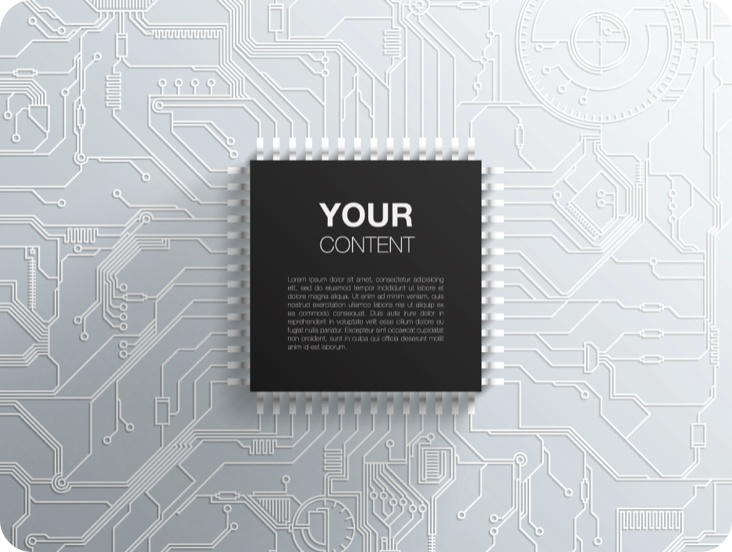 YOUR
CONTENT
Lorem ipsum dolor sit amet, consectetur adipisicing
elit, sed do eiusmod tempor incididunt ut labore et
dolore magna aliqua. Ut enim ad minim veniam, quis
nostrud exercitation ullamco laboris nisi ut aliquip ex
ea commodo consequat. Duis aute irure dolor in
reprehenderit in voluptate velit esse cillum dolore eu
fugiat nulla pariatur. Excepteur sint occaecat cupidatat
non proident, sunt in culpa qui officia deserunt mollit
anim id est laborum.